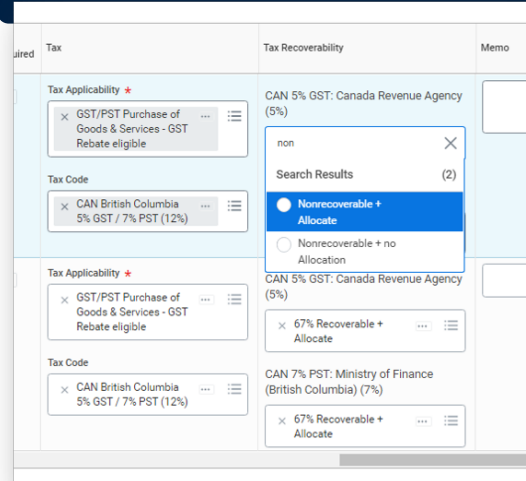 uired
Tax
Tax Recoverability
Memo
Tax Applicability *
× GST/PST Purchase of ...
Goods & Services - GST
Rebate eligible
Tax Code
× CAN British Columbia ...
5% GST / 7% PST (12%)
CAN 5% GST: Canada Revenue Agency
(5%)
non
Search Results (2)
Nonrecoverable +
Allocate
Nonrecoverable + no
Allocation
Tax Applicability *
× GST/PST Purchase of ...
Goods & Services - GST
Rebate eligible
Tax Code
× CAN British Columbia ...
5% GST / 7% PST (12%)
CAN 5% GST: Canada Revenue Agency
(5%)
× 67% Recoverable + ...
Allocate
CAN 7% PST: Ministry of Finance
(British Columbia) (7%)
× 67% Recoverable + ...
Allocate